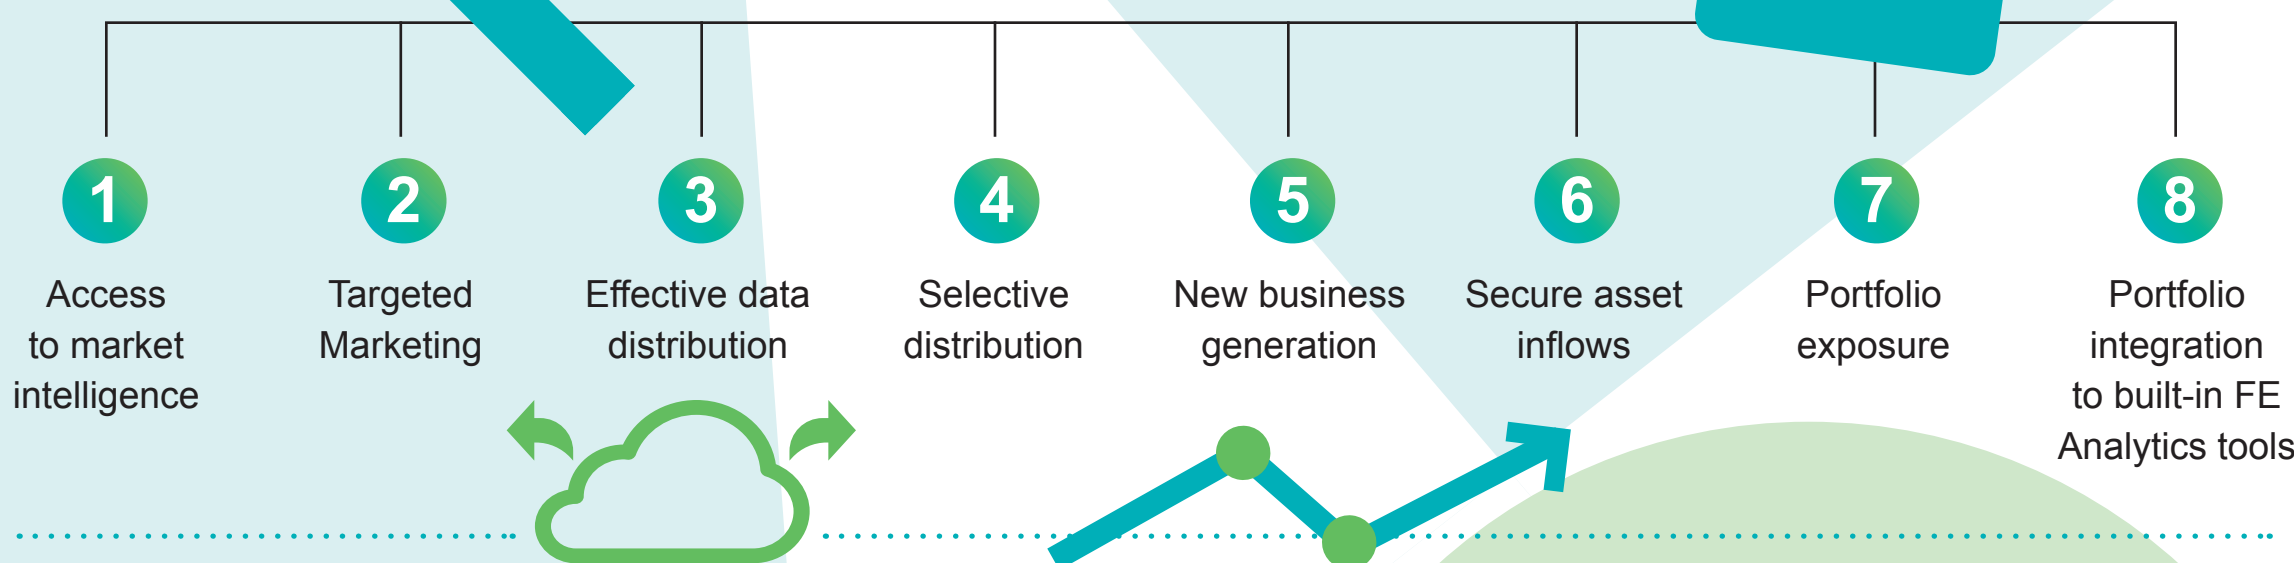 1
Access
to market
intelligence
2
Targeted
Marketing
3
Effective data
distribution
4
Selective
distribution
5
New business
generation
6
Secure asset
inflows
7
Portfolio
exposure
8
Portfolio
integration
to built-in FE
Analytics tools